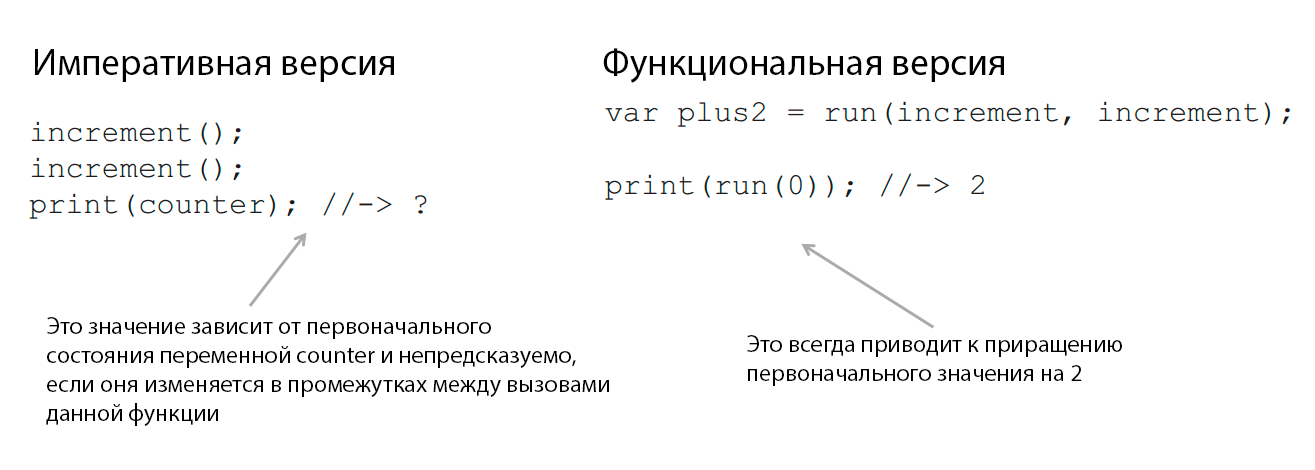 Императивная версия
increment();
increment();
print(counter); //-> ?
Это значение зависит от первоначального
состояния переменной counter и непредсказуемо,
если оня изменяется в промежутках между вызовами
данной функции
Функциональная версия
var plus2 = run(increment, increment);
print(run(0)); //-> 2
Это всегда приводит к приращению
первоначального значения на 2